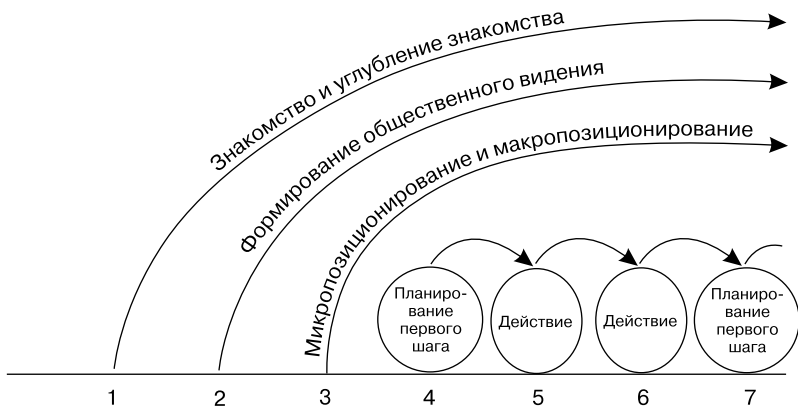 Знакомство и углубление знакомства
Формирование общественного видения
Микропозиционирование и макропозиционирование
Планиро-
вание
первого
шага
Действие
Действие
Планиро-
вание
первого
шага
1 2 3 4 5 6 7